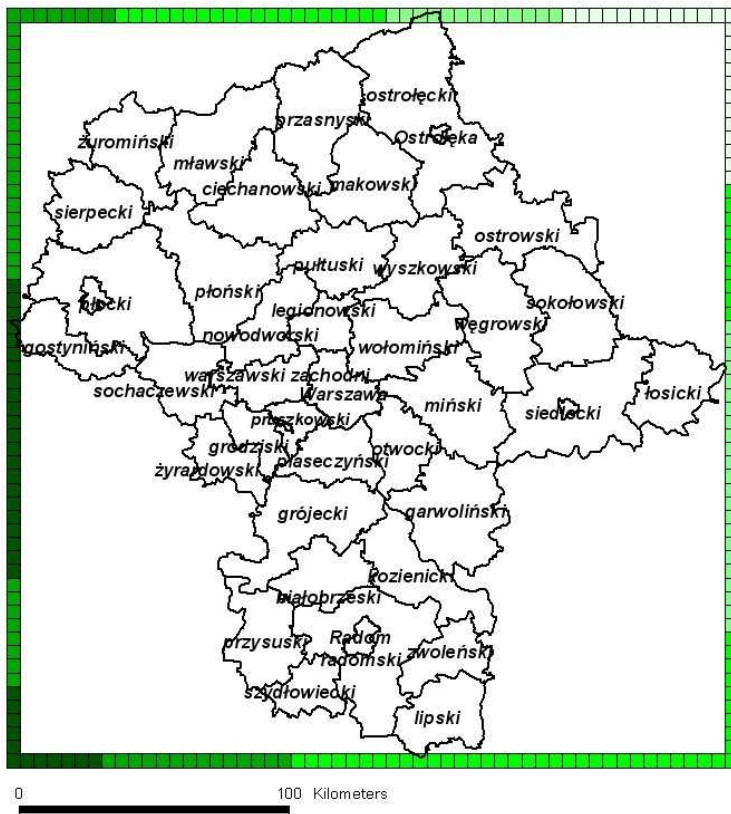 ostrołęcki
przasnyski
Ostrołęka
żuromiński
mławski
ciechanowski
makowski
sierpecki
ostrowski
pułtuski
wyszkowski
płoński
płocki
legionowski
sokołowski
nowodworski
węgrowski
gostyniński
wołomiński
warszawski zachodni
sochaczewski
Warszawa
łosicki
miński
siedlecki
pruszkowski
grodziski
otwocki
piaseczyński
żyrardowski
grójecki
garwoliński
kozienicki
białobrzeski
Radom
przysuski
zwoleński
radomski
szydłowiecki
lipski
0 100 Kilometers